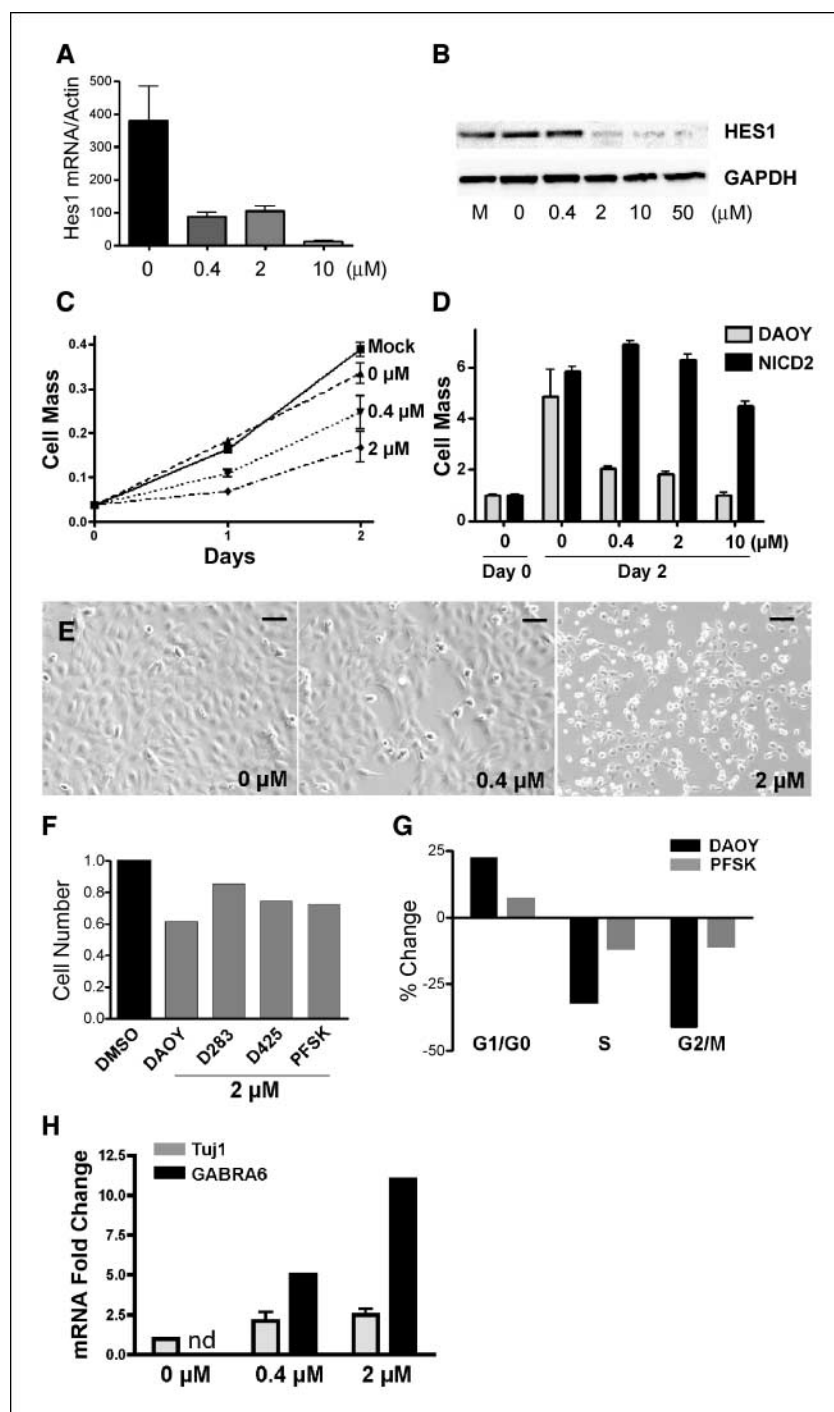 A
Hes1 mRNA/Actin
500
400
300
200
100
0
0 0.4 2 10 (μM)
B
HES1
GAPDH
M 0 0.4 2 10 50 (μM)
C
Cell Mass
0.4
0.3
0.2
0.1
0.0
Mock
0 μM
0.4 μM
2 μM
0 1 2
Days
D
DAOY
NICD2
Cell Mass
6
4
2
0
0 0 0.4 2 10 (μM)
Day 0 Day 2
E
0 μM
0.4 μM
2 μM
F
Cell Number
1.0
0.8
0.6
0.4
0.2
0.0
DMSO DAOY D283 D425 PFSK
2 μM
G
DAOY
PFSK
% Change
25
0
-25
-50
G1/G0 S G2/M
H
Tuj1
GABRA6
mRNA Fold Change
12.5
10.0
7.5
5.0
2.5
0.0
nd
0 μM 0.4 μM 2 μM